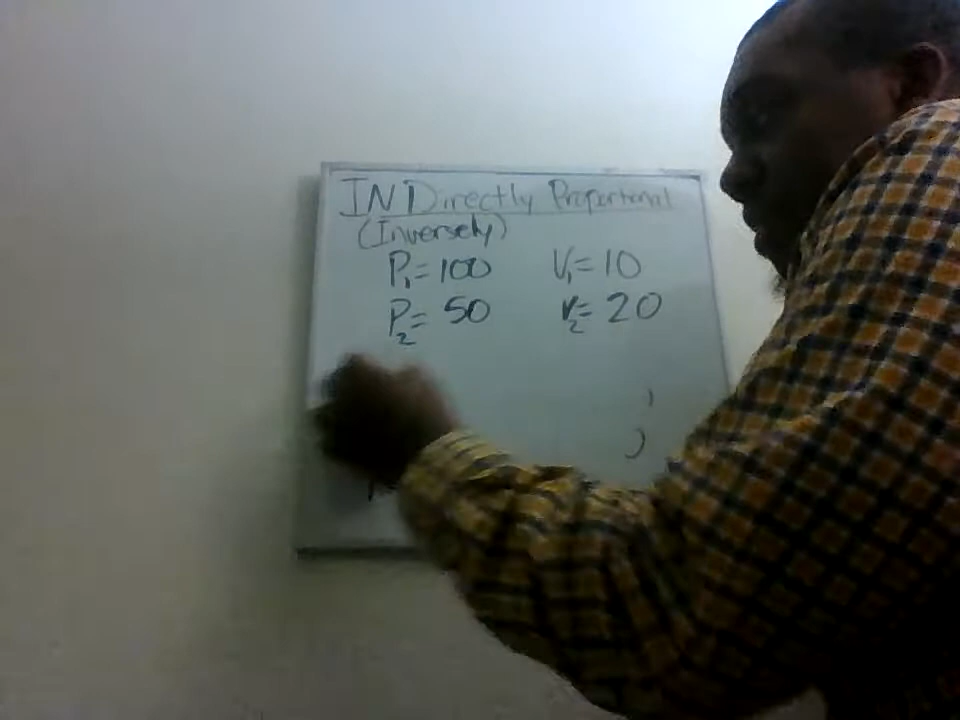 INDirectly Proportional
(Inversely)
P₁=100 V₁=10
P₂=50 V₂=20